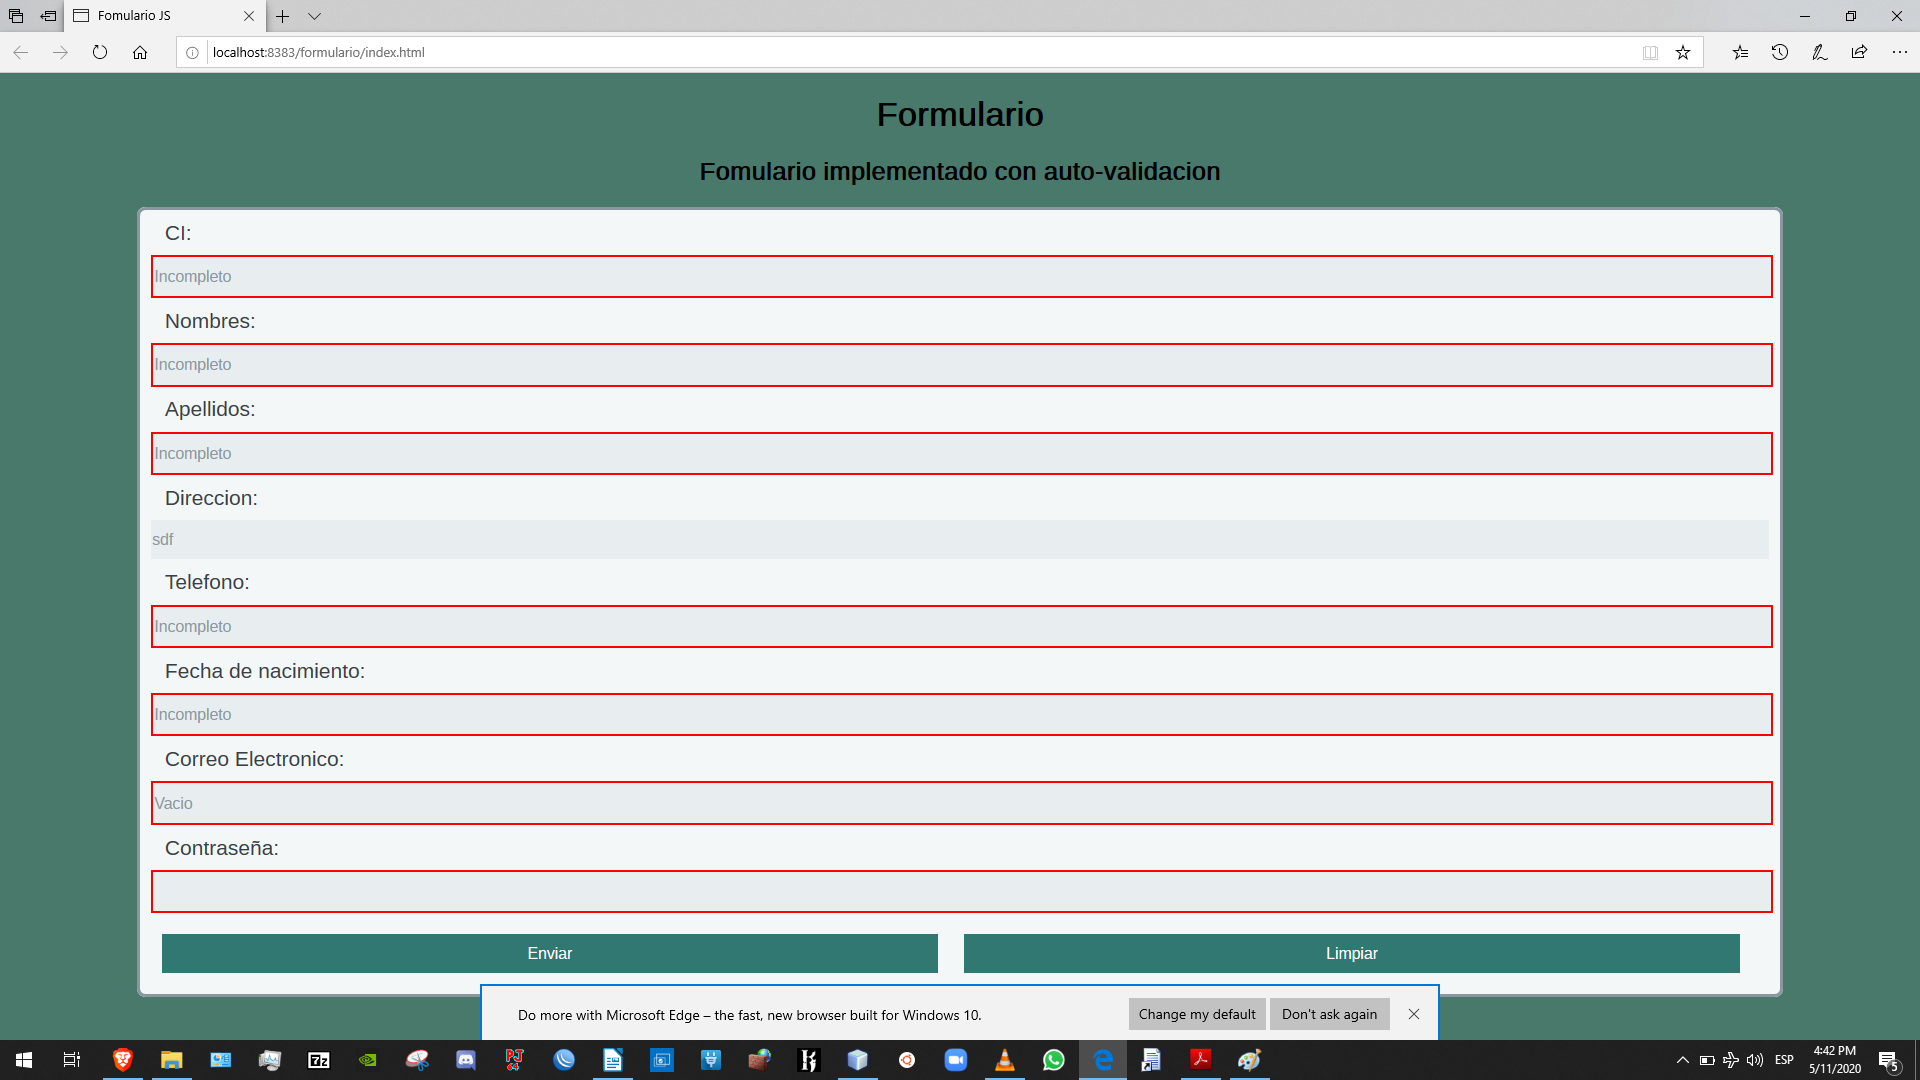 Fomulario JS
localhost:8383/formulario/index.html
Formulario
Fomulario implementado con auto-validacion
CI:
Incompleto
Nombres:
Incompleto
Apellidos:
Incompleto
Direccion:
sdf
Telefono:
Incompleto
Fecha de nacimiento:
Incompleto
Correo Electronico:
Vacio
Contraseña:
Enviar Limpiar
Do more with Microsoft Edge – the fast, new browser built for Windows 10. Change my default Don't ask again
7z
PJ
64
ESP
4:42 PM
5/11/2020
5